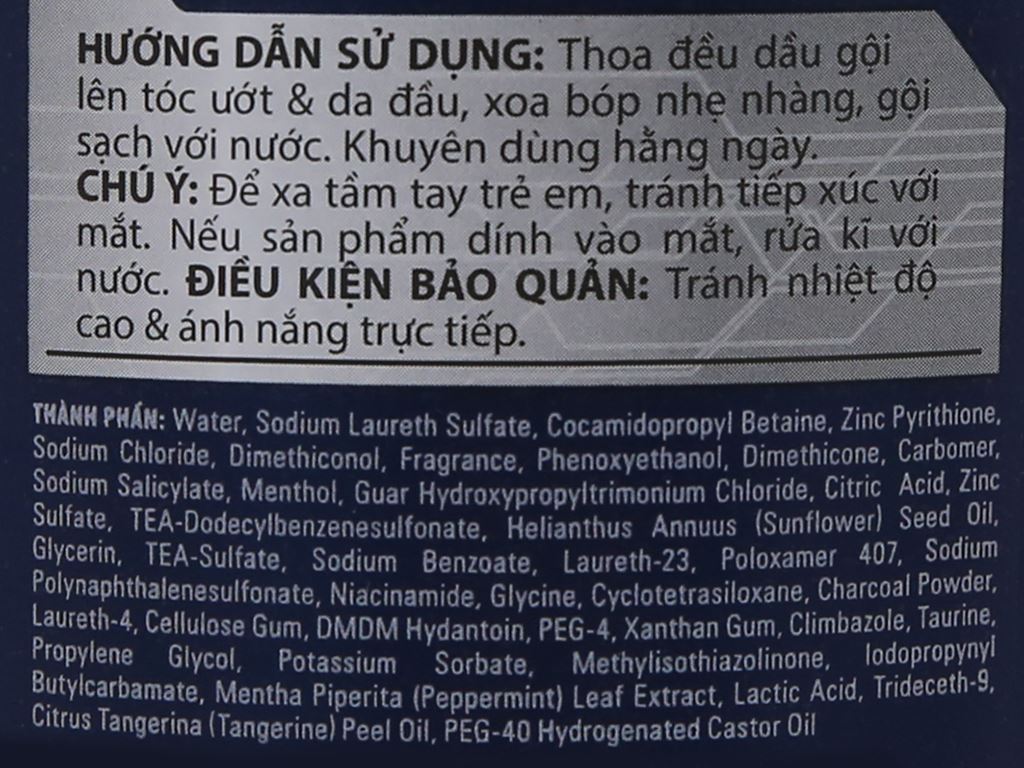 HƯỚNG DẪN SỬ DỤNG: Thoa đều dầu gội
lên tóc ướt & da đầu, xoa bóp nhẹ nhàng, gội
sạch với nước. Khuyên dùng hằng ngày.
CHÚ Ý: Để xa tầm tay trẻ em, tránh tiếp xúc với
mắt. Nếu sản phẩm dính vào mắt, rửa kĩ với
nước. ĐIỀU KIỆN BẢO QUẢN: Tránh nhiệt độ
cao & ánh nắng trực tiếp.
THÀNH PHẦN: Water, Sodium Laureth Sulfate, Cocamidopropyl Betaine, Zinc Pyrithione,
Sodium Chloride, Dimethiconol, Fragrance, Phenoxyethanol, Dimethicone, Carbomer,
Sodium Salicylate, Menthol, Guar Hydroxypropyltrimonium Chloride, Citric Acid, Zinc
Sulfate, TEA-Dodecylbenzenesulfonate, Helianthus Annuus (Sunflower) Seed Oil,
Glycerin, TEA-Sulfate, Sodium Benzoate, Laureth-23, Poloxamer 407, Sodium
Polynaphthalenesulfonate, Niacinamide, Glycine, Cyclotetrasiloxane, Charcoal Powder,
Laureth-4, Cellulose Gum, DMDM Hydantoin, PEG-4, Xanthan Gum, Climbazole, Taurine,
Propylene Glycol, Potassium Sorbate, Methylisothiazolinone, Iodopropynyl
Butylcarbamate, Mentha Piperita (Peppermint) Leaf Extract, Lactic Acid, Trideceth-9,
Citrus Tangerina (Tangerine) Peel Oil, PEG-40 Hydrogenated Castor Oil